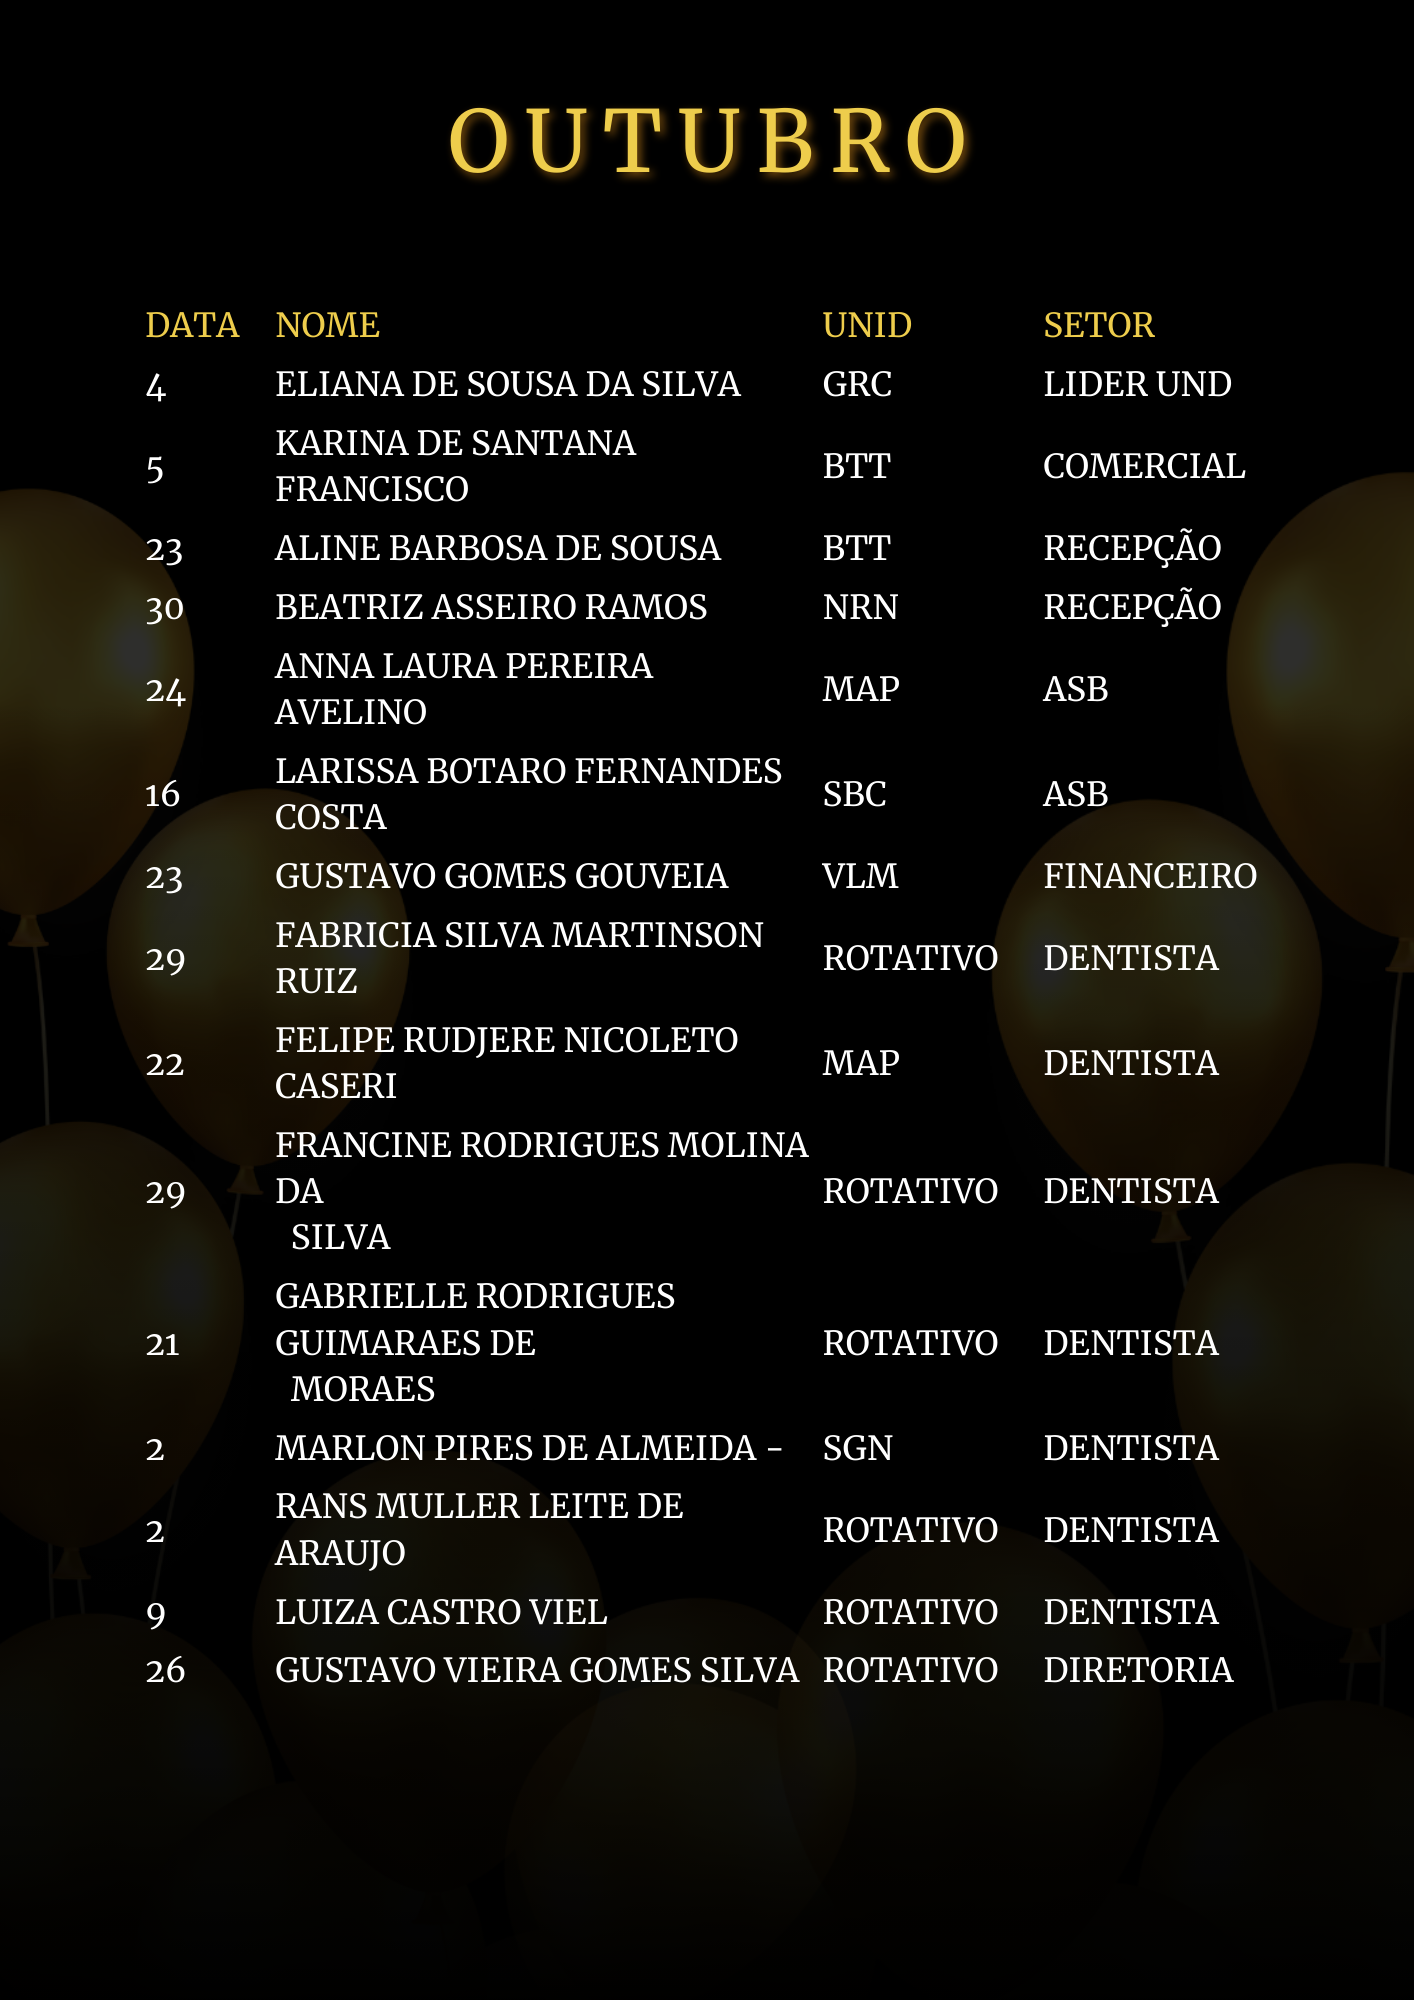 OUTUBRO
DATA NOME UNID SETOR
4 ELIANA DE SOUSA DA SILVA GRC LIDER UND
KARINA DE SANTANA
5 BTT COMERCIAL
FRANCISCO
23 ALINE BARBOSA DE SOUSA BTT RECEPÇÃO
30 BEATRIZ ASSEIRO RAMOS NRN RECEPÇÃO
ANNA LAURA PEREIRA
24 MAP ASB
AVELINO
LARISSA BOTARO FERNANDES
16 SBC ASB
COSTA
23 GUSTAVO GOMES GOUVEIA VLM FINANCEIRO
FABRICIA SILVA MARTINSON
29 ROTATIVO DENTISTA
RUIZ
FELIPE RUDJERE NICOLETO
22 MAP DENTISTA
CASERI
FRANCINE RODRIGUES MOLINA
29 DA ROTATIVO DENTISTA
SILVA
GABRIELLE RODRIGUES
21 GUIMARAES DE ROTATIVO DENTISTA
MORAES
2 MARLON PIRES DE ALMEIDA - SGN DENTISTA
RANS MULLER LEITE DE
2 ROTATIVO DENTISTA
ARAUJO
9 LUIZA CASTRO VIEL ROTATIVO DENTISTA
26 GUSTAVO VIEIRA GOMES SILVA ROTATIVO DIRETORIA